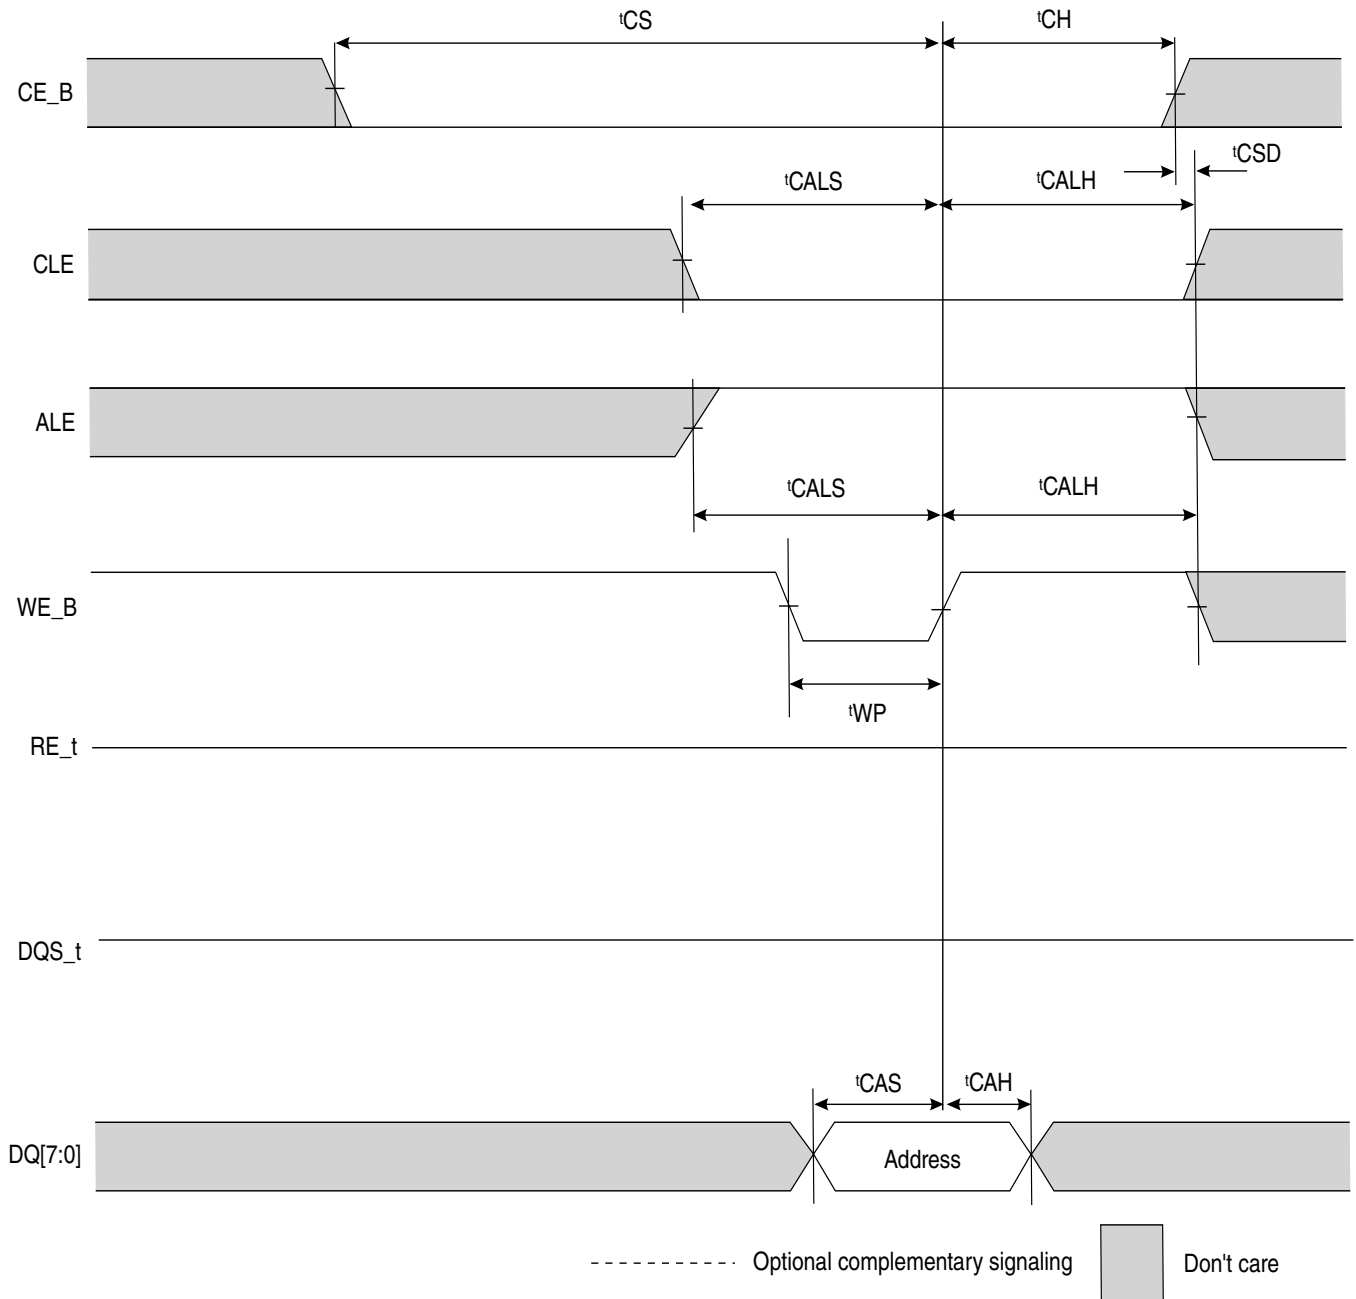 tCS
tCH
CE_B
tCSD
tCALS
tCALH
CLE
ALE
tCALS
tCALH
WE_B
tWP
RE_t
DQS_t
tCAS
tCAH
DQ[7:0]
Address
Optional complementary signaling
Don't care